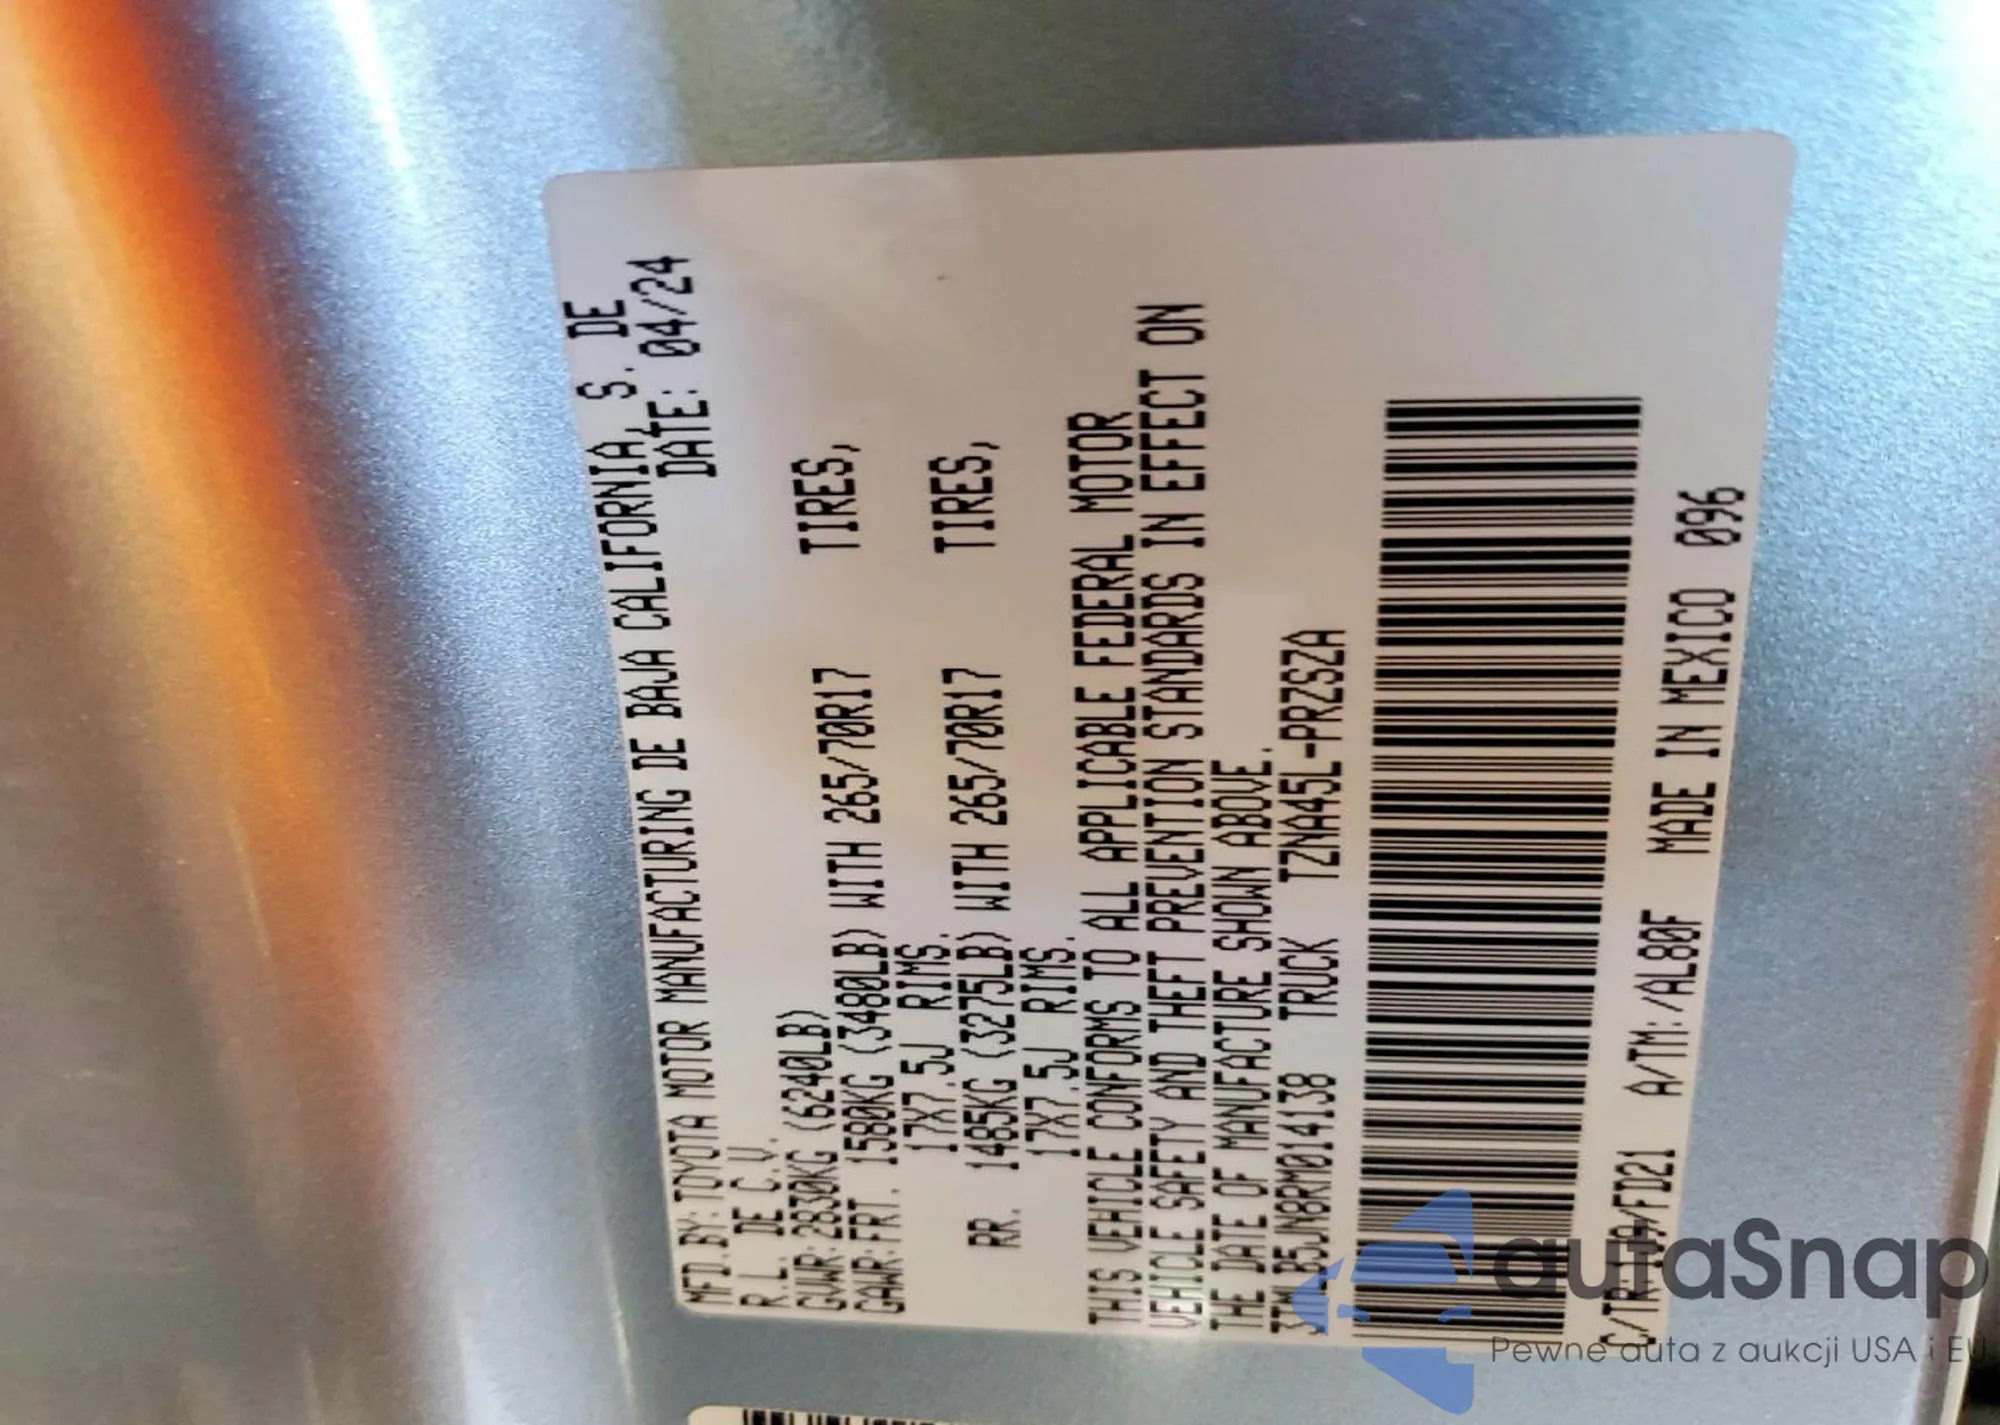 MFD. BY: TOYOTA MOTOR MANUFACTURING DE BAJA CALIFORNIA, S. DE
R.L. DE C.V. DATE: 04/24
GVWR: 2830KG (6240LB)
GAWR: FRT. 1580KG (3480LB) WITH 265/70R17 TIRES,
17X7.5J RIMS.
RR. 1485KG (3275LB) WITH 265/70R17 TIRES,
17X7.5J RIMS.
THIS VEHICLE CONFORMS TO ALL APPLICABLE FEDERAL MOTOR
VEHICLE SAFETY AND THEFT PREVENTION STANDARDS IN EFFECT ON
THE DATE OF MANUFACTURE SHOWN ABOVE.
3TMLB5JN8RM014138 TRUCK TZNA45L-PRZSZA
A/TM: /AL80F MADE IN MEXICO 096
autaSnap
Pewne auta z aukcji USA i EU